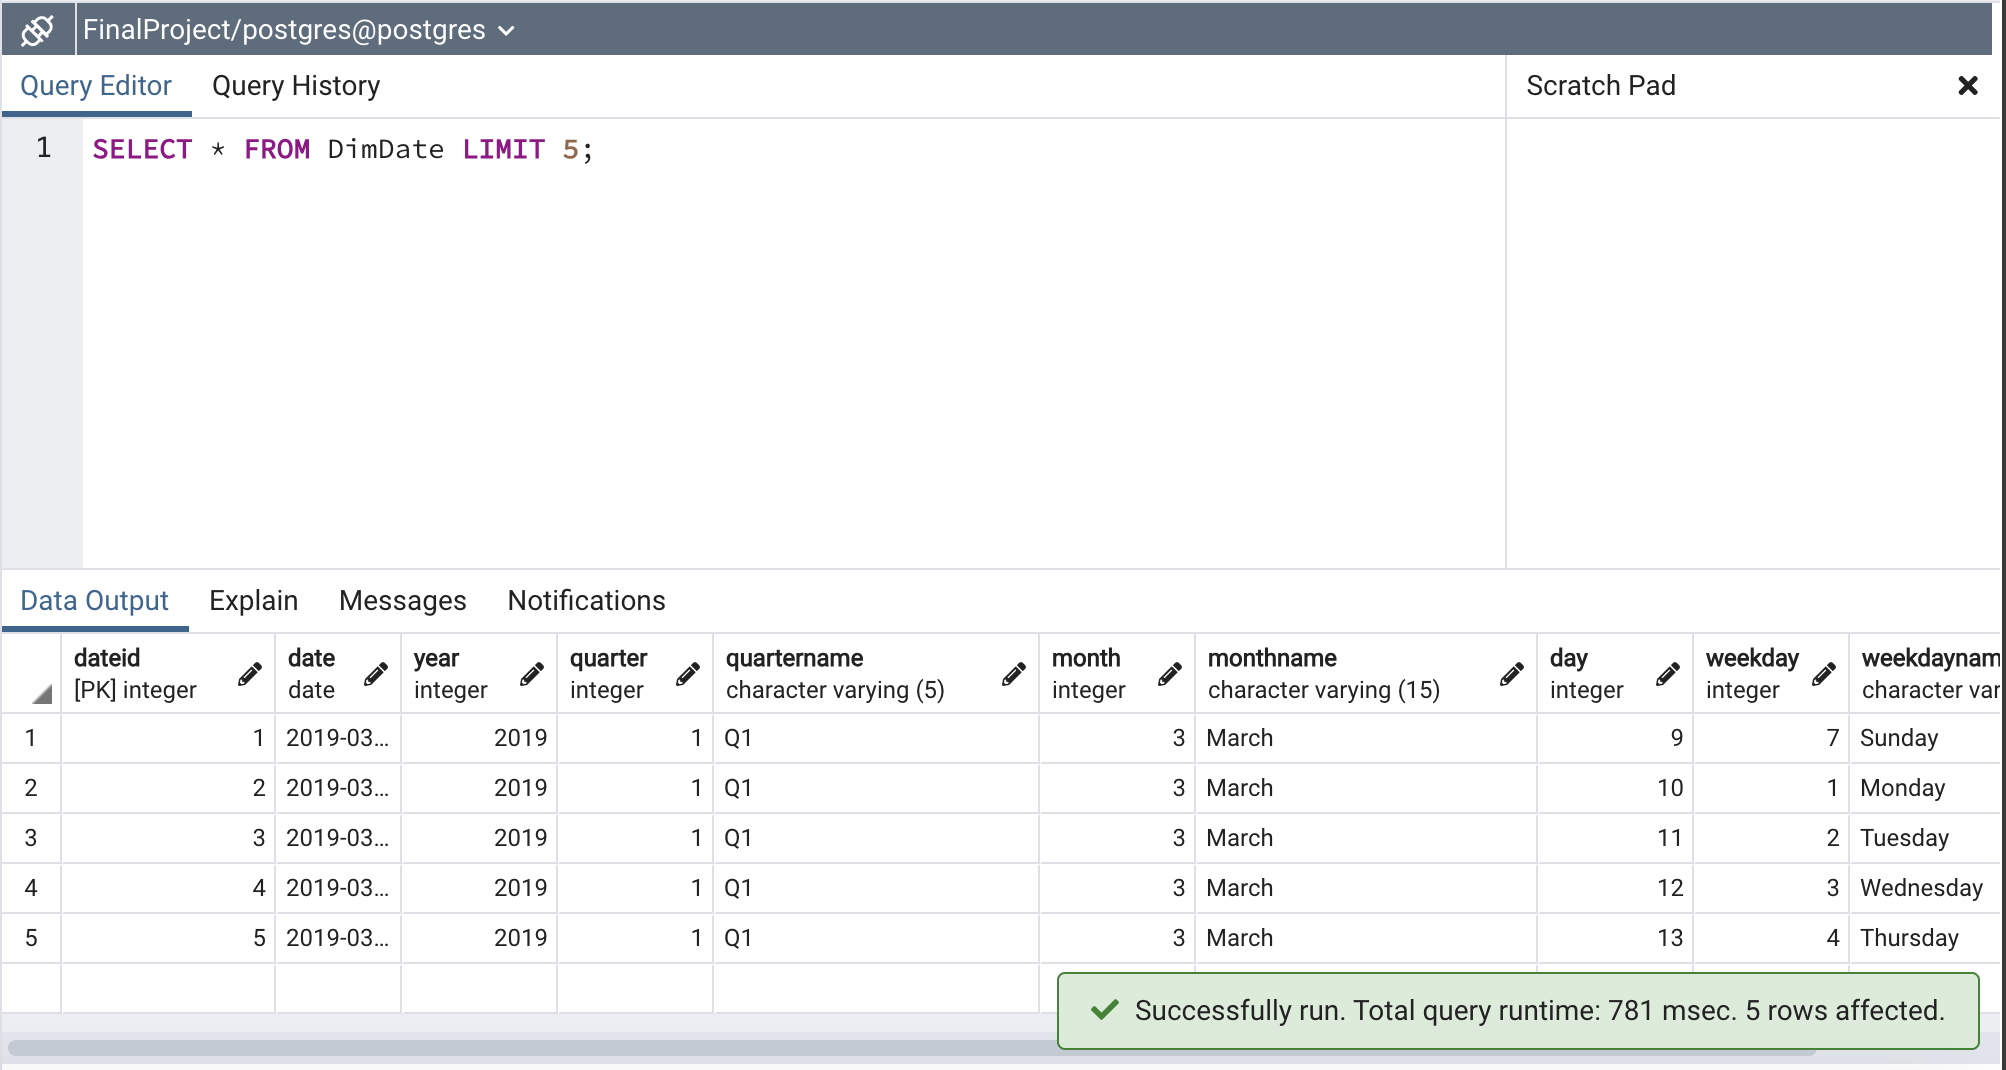 FinalProject/postgres@postgres
Query Editor Query History Scratch Pad
1 SELECT * FROM DimDate LIMIT 5;
Data Output Explain Messages Notifications
dateid date year quarter quartername month monthname day weekday weekdaynam
[PK] integer date integer integer character varying (5) integer character varying (15) integer integer character var
1 1 2019-03... 2019 1 Q1 3 March 9 7 Sunday
2 2 2019-03... 2019 1 Q1 3 March 10 1 Monday
3 3 2019-03... 2019 1 Q1 3 March 11 2 Tuesday
4 4 2019-03... 2019 1 Q1 3 March 12 3 Wednesday
5 5 2019-03... 2019 1 Q1 3 March 13 4 Thursday
Successfully run. Total query runtime: 781 msec. 5 rows affected.